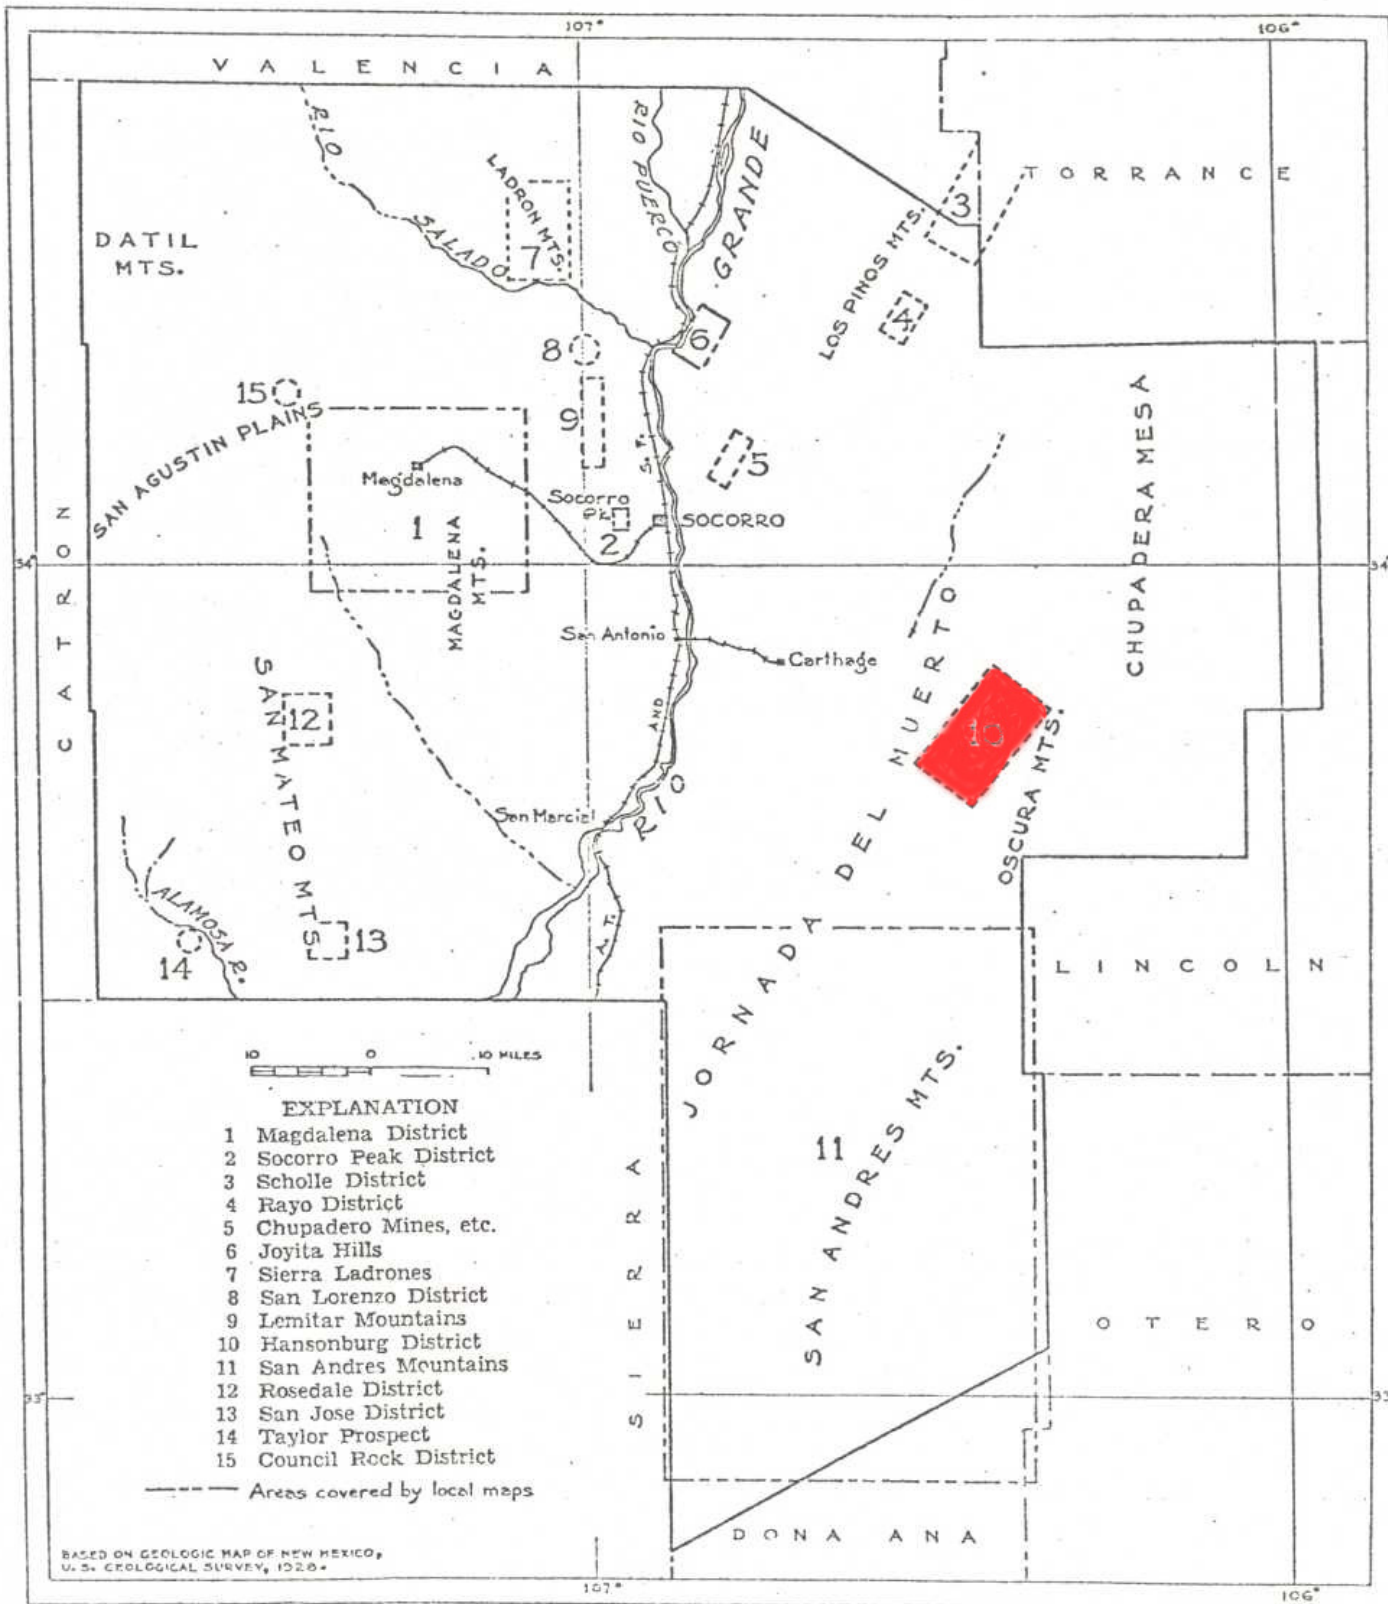 107° 106°
VALENCIA
RIO SALADO
RIO PUERCO
LADRON MTS.
7
RIO GRANDE
TORRANCE
3
DATIL
MTS.
LOS PINOS MTS.
4
6
8
15
9
SAN AGUSTIN PLAINS
5
CHUPADERA MESA
Magdalena
S. F.
Socorro
Pk.
SOCORRO
1
2
CATRON
MAGDALENA
MTS.
34° 34°
San Antonio
Carthage
JORNADA DEL MUERTO
SAN MATEO MTS.
12
10
OSCURA MTS.
AND
San Marcial
ALAMOSA R.
A. T.
13
14
LINCOLN
10 0 10 MILES
EXPLANATION
1 Magdalena District
2 Socorro Peak District
3 Scholle District
4 Rayo District
5 Chupadero Mines, etc.
6 Joyita Hills
7 Sierra Ladrones
8 San Lorenzo District
9 Lemitar Mountains
10 Hansonburg District
11 San Andres Mountains
12 Rosedale District
13 San Jose District
14 Taylor Prospect
15 Council Rock District
Areas covered by local maps
SIERRA
11
SAN ANDRES MTS.
OTERO
33° 33
DONA ANA
BASED ON GEOLOGIC MAP OF NEW MEXICO,
U. S. GEOLOGICAL SURVEY, 1928.
107° 106°